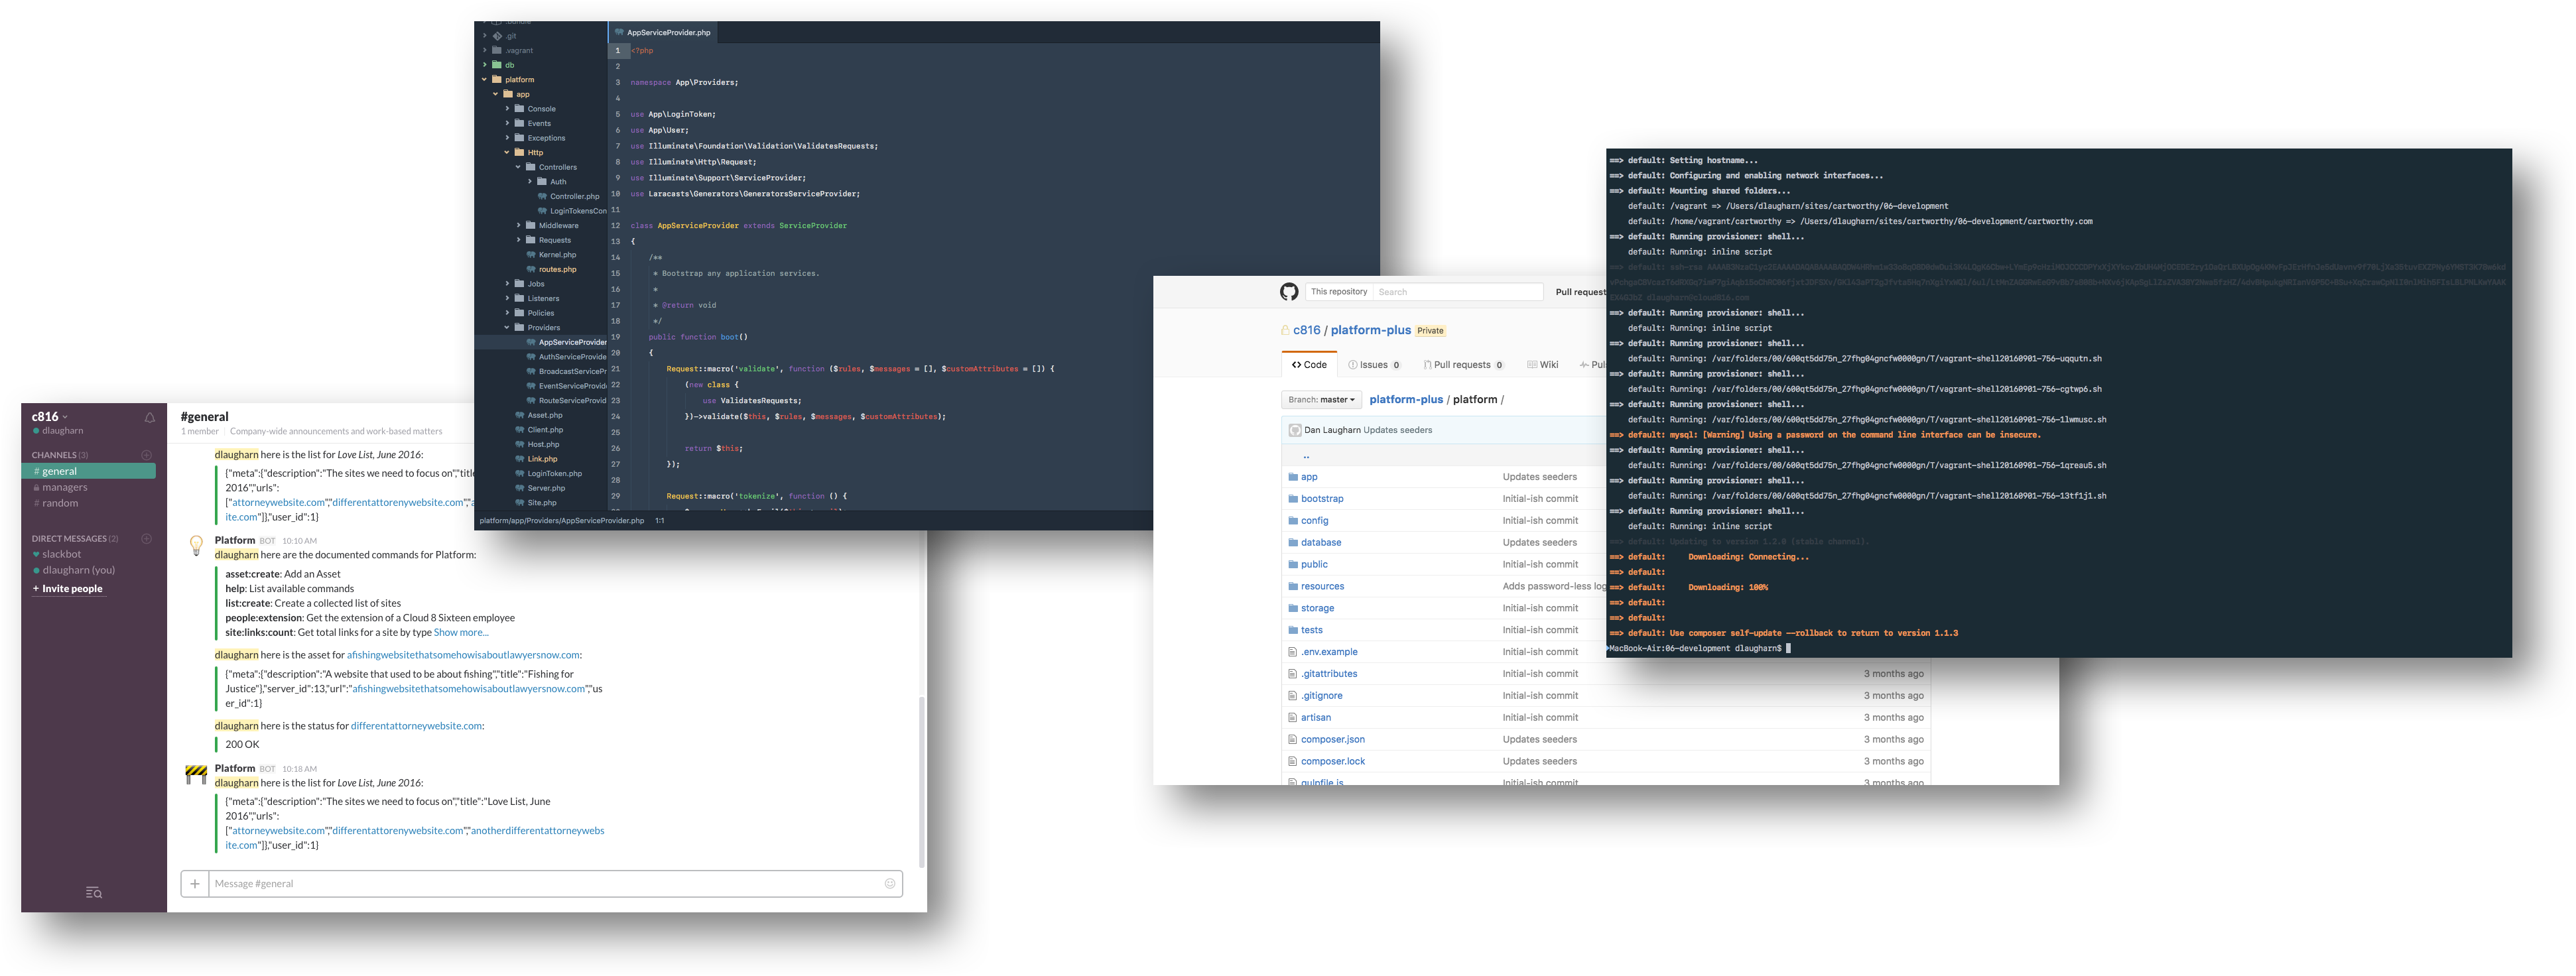 .bundle
.git
.vagrant
db
platform
app
Console
Events
Exceptions
Http
Controllers
Auth
Controller.php
LoginTokensCon
Middleware
Requests
Kernel.php
routes.php
Jobs
Listeners
Policies
Providers
AppServiceProvider
AuthServiceProvide
BroadcastServicePr
EventServiceProvid
RouteServiceProvid
Asset.php
Client.php
Host.php
Link.php
LoginToken.php
Server.php
Site.php
AppServiceProvider.php
1 <?php
2
3 namespace App\Providers;
4
5 use App\LoginToken;
6 use App\User;
7 use Illuminate\Foundation\Validation\ValidatesRequests;
8 use Illuminate\Http\Request;
9 use Illuminate\Support\ServiceProvider;
10 use Laracasts\Generators\GeneratorsServiceProvider;
11
12 class AppServiceProvider extends ServiceProvider
13 {
14 /**
15 * Bootstrap any application services.
16 *
17 * @return void
18 */
19 public function boot()
20 {
21 Request::macro('validate', function ($rules, $messages = [], $customAttributes = []) {
22 (new class {
23 use ValidatesRequests;
24 })->validate($this, $rules, $messages, $customAttributes);
25
26 return $this;
27 });
28
29 Request::macro('tokenize', function () {
platform/app/Providers/AppServiceProvider.php 1:1
c816
dlaugharn
CHANNELS (3)
# general
managers
# random
DIRECT MESSAGES (2)
slackbot
dlaugharn (you)
+ Invite people
#general
1 member | Company-wide announcements and work-based matters
dlaugharn here is the list for Love List, June 2016:
{"meta":{"description":"The sites we need to focus on","title
2016","urls":
["attorneywebsite.com","differentattorenywebsite.com","a
ite.com"]},"user_id":1}
Platform BOT 10:10 AM
dlaugharn here are the documented commands for Platform:
asset:create: Add an Asset
help: List available commands
list:create: Create a collected list of sites
people:extension: Get the extension of a Cloud 8 Sixteen employee
site:links:count: Get total links for a site by type Show more...
dlaugharn here is the asset for afishingwebsitethatsomehowisaboutlawyersnow.com:
{"meta":{"description":"A website that used to be about fishing","title":"Fishing for
Justice"},"server_id":13,"url":"afishingwebsitethatsomehowisaboutlawyersnow.com","us
er_id":1}
dlaugharn here is the status for differentattorneywebsite.com:
200 OK
Platform BOT 10:18 AM
dlaugharn here is the list for Love List, June 2016:
{"meta":{"description":"The sites we need to focus on","title":"Love List, June
2016","urls":
["attorneywebsite.com","differentattorenywebsite.com","anotherdifferentattorneywebs
ite.com"]},"user_id":1}
Message #general
This repository Search Pull request
c816 / platform-plus Private
Code Issues 0 Pull requests 0 Wiki Pul
Branch: master platform-plus / platform /
Dan Laugharn Updates seeders
..
app Updates seeders
bootstrap Initial-ish commit
config Initial-ish commit
database Updates seeders
public Initial-ish commit
resources Adds password-less log
storage Initial-ish commit
tests Initial-ish commit
.env.example Initial-ish commit
.gitattributes Initial-ish commit 3 months ago
.gitignore Initial-ish commit 3 months ago
artisan Initial-ish commit 3 months ago
composer.json Updates seeders 3 months ago
composer.lock Updates seeders 3 months ago
gulpfile.js Initial-ish commit 3 months ago
==> default: Setting hostname...
==> default: Configuring and enabling network interfaces...
==> default: Mounting shared folders...
default: /vagrant => /Users/dlaugharn/sites/cartworthy/06-development
default: /home/vagrant/cartworthy => /Users/dlaugharn/sites/cartworthy/06-development/cartworthy.com
==> default: Running provisioner: shell...
default: Running: inline script
==> default: ssh-rsa
dlaugharn@cloud816.com
==> default: Running provisioner: shell...
default: Running: inline script
==> default: Running provisioner: shell...
default: Running: /var/folders/00/600qt5dd75n_27fhg04gncfw0000gn/T/vagrant-shell20160901-756-uqqutn.sh
==> default: Running provisioner: shell...
default: Running: /var/folders/00/600qt5dd75n_27fhg04gncfw0000gn/T/vagrant-shell20160901-756-cgtwp6.sh
==> default: Running provisioner: shell...
default: Running: /var/folders/00/600qt5dd75n_27fhg04gncfw0000gn/T/vagrant-shell20160901-756-1lwmusc.sh
==> default: mysql: [Warning] Using a password on the command line interface can be insecure.
==> default: Running provisioner: shell...
default: Running: /var/folders/00/600qt5dd75n_27fhg04gncfw0000gn/T/vagrant-shell20160901-756-1qreau5.sh
==> default: Running provisioner: shell...
default: Running: /var/folders/00/600qt5dd75n_27fhg04gncfw0000gn/T/vagrant-shell20160901-756-13tf1j1.sh
==> default: Running provisioner: shell...
default: Running: inline script
==> default: Updating to version 1.2.0 (stable channel).
==> default: Downloading: Connecting...
==> default:
==> default: Downloading: 100%
==> default:
==> default:
==> default: Use composer self-update --rollback to return to version 1.1.3
MacBook-Air:06-development dlaugharn$